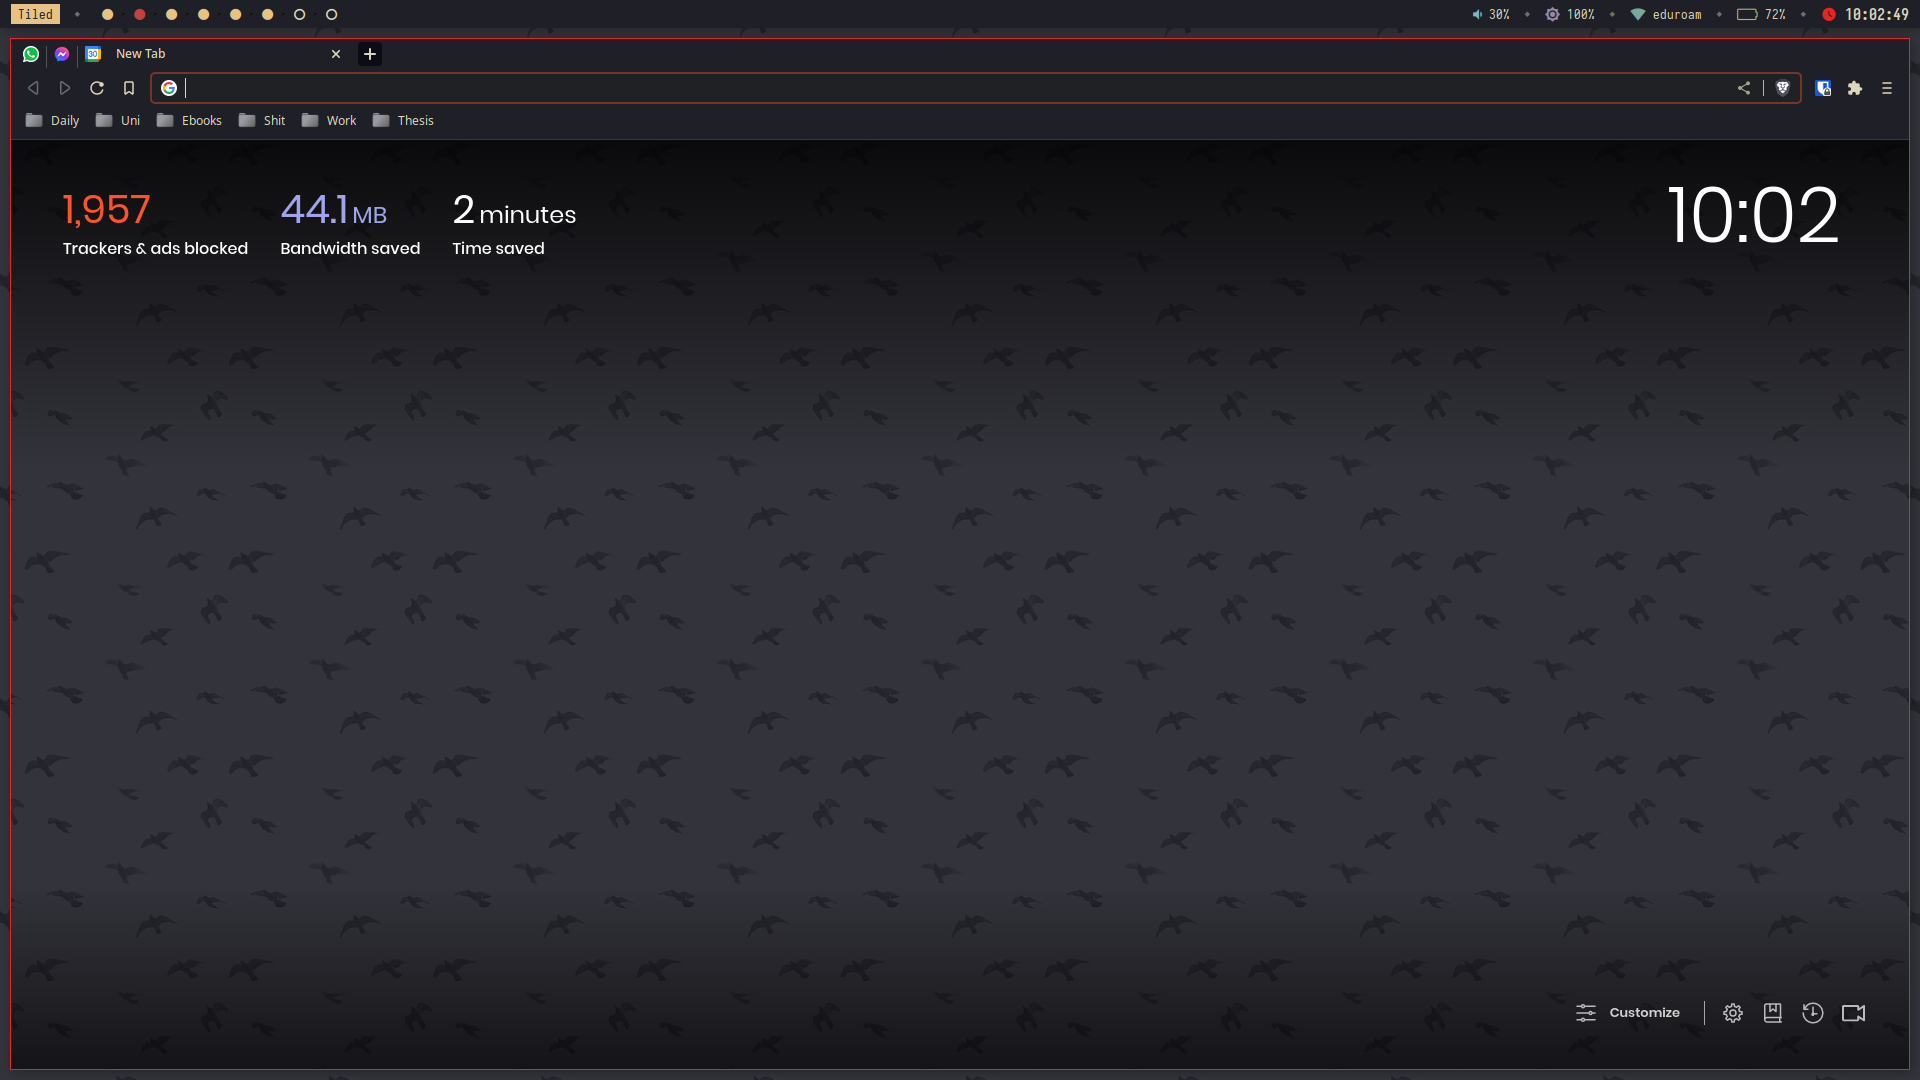 Tiled
30% 100% eduroam 72% 10:02:49
30 New Tab
Daily Uni Ebooks Shit Work Thesis
1,957 44.1 MB 2 minutes
Trackers & ads blocked Bandwidth saved Time saved
10:02
Customize